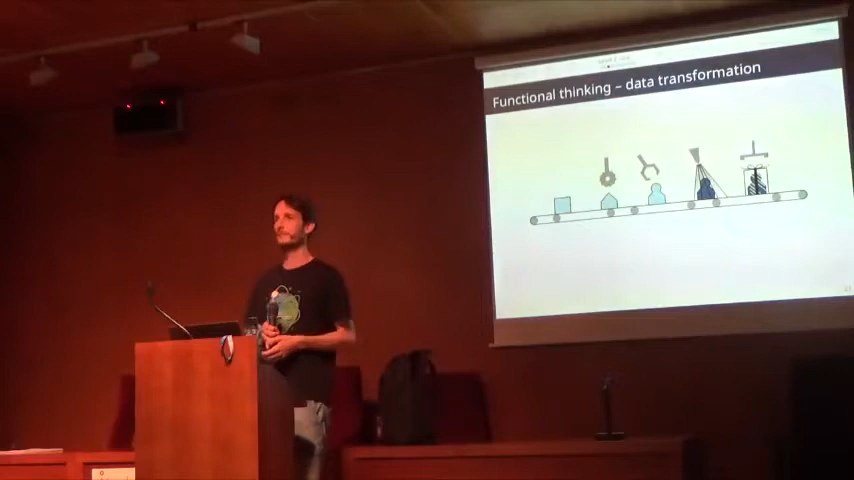 Functional thinking – data transformation